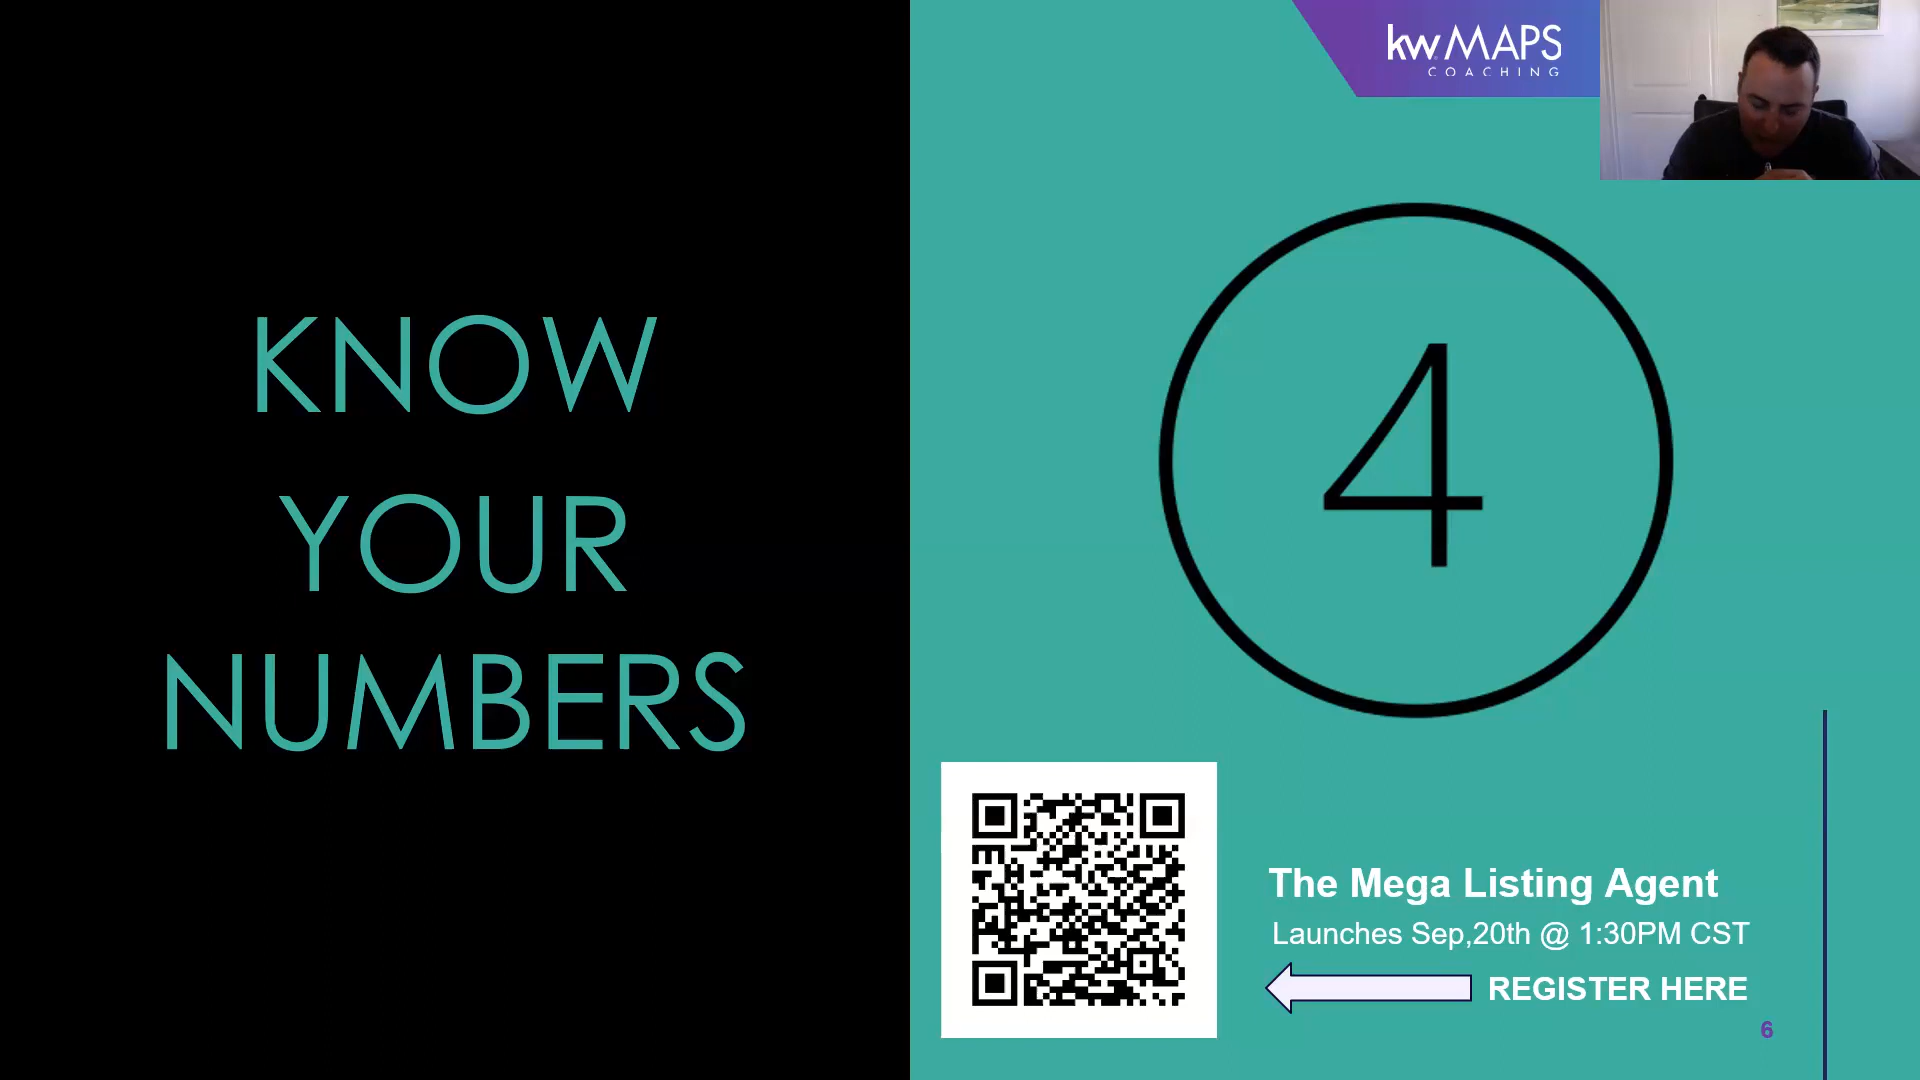 KNOW
YOUR
NUMBERS
kw MAPS
COACHING
4
The Mega Listing Agent
Launches Sep,20th @ 1:30PM CST
REGISTER HERE
6